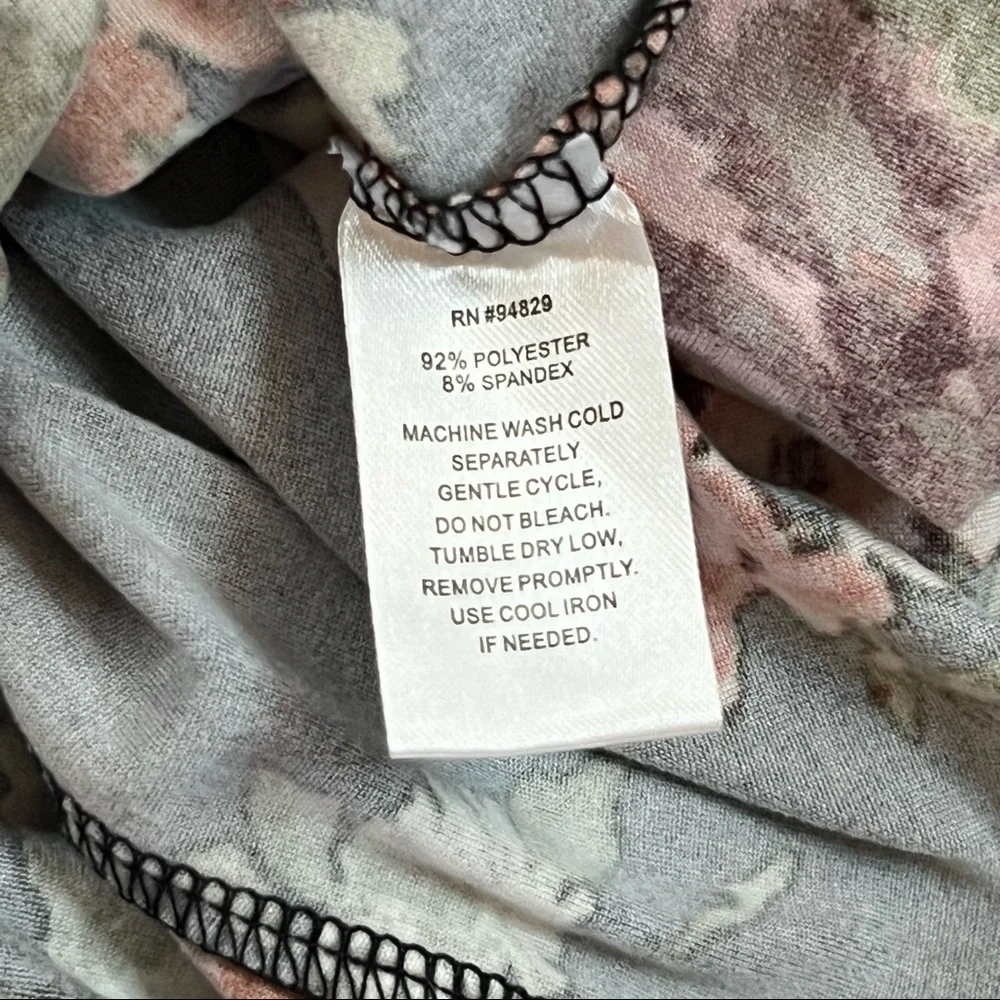 RN #94829
92% POLYESTER
8% SPANDEX
MACHINE WASH COLD
SEPARATELY
GENTLE CYCLE,
DO NOT BLEACH.
TUMBLE DRY LOW,
REMOVE PROMPTLY.
USE COOL IRON
IF NEEDED.